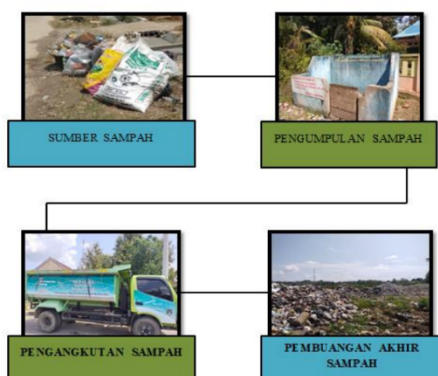 SUMBER SAMPAH
PENGUMPULAN SAMPAH
PENGANGKUTAN SAMPAH
PEMBUANGAN AKHIR
SAMPAH